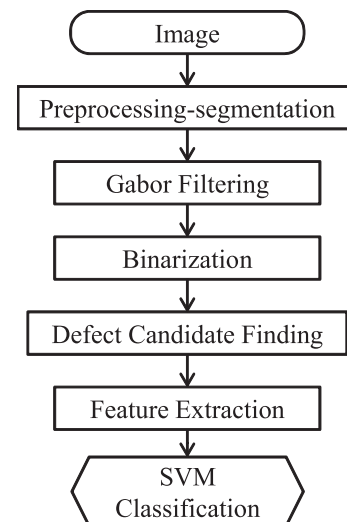 Image
Preprocessing-segmentation
Gabor Filtering
Binarization
Defect Candidate Finding
Feature Extraction
SVM
Classification